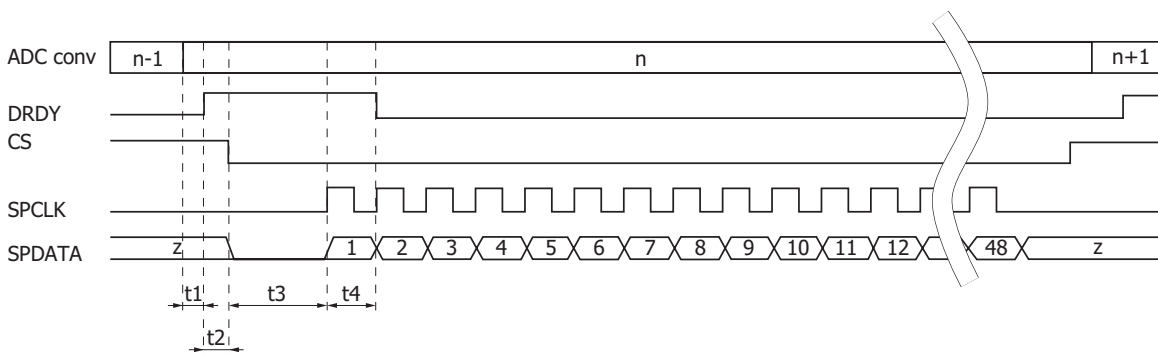 ADC conv n-1 n n+1
DRDY
CS
SPCLK
SPDATA z 1 2 3 4 5 6 7 8 9 10 11 12 48 z
t1 t3 t4
t2